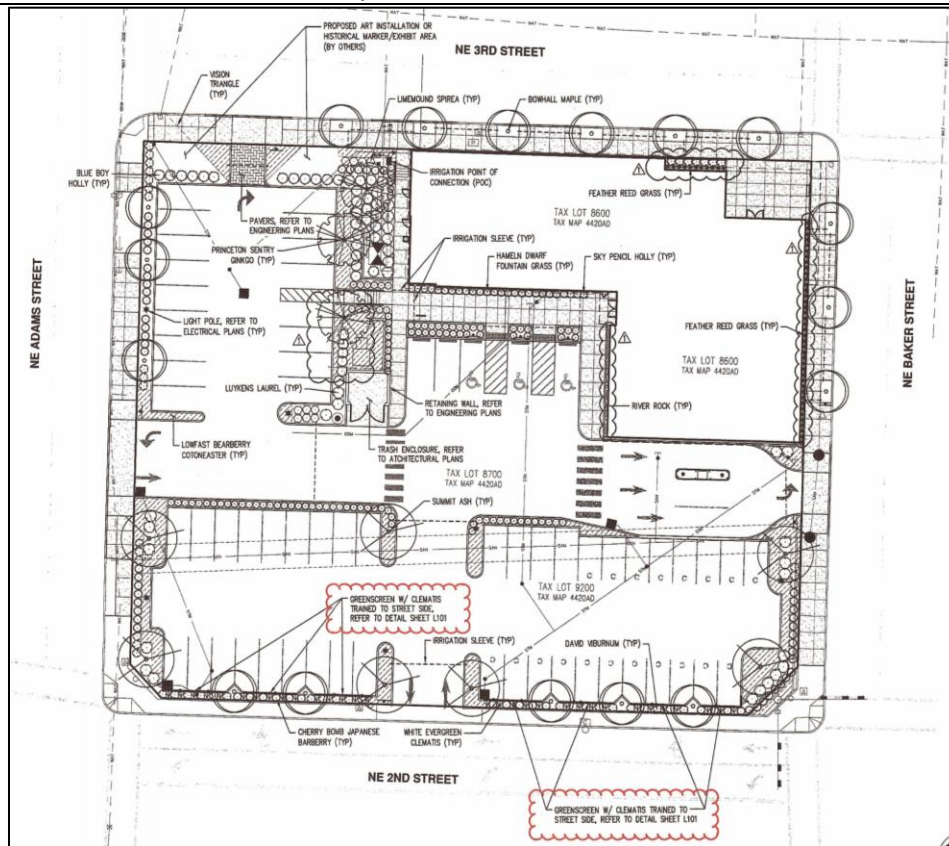 PROPOSED ART INSTALLATION OR
HISTORICAL MARKER/EXHIBIT AREA
(BY OTHERS)
NE 3RD STREET
VISION
TRIANGLE
(TYP)
LIMEMOUND SPIREA (TYP)
BOWHALL MAPLE (TYP)
BLUE BOY
HOLLY (TYP)
IRRIGATION POINT OF
CONNECTION (POC)
FEATHER REED GRASS (TYP)
TAX LOT 8600
TAX MAP 4420AD
PAVERS, REFER TO
ENGINEERING PLANS
PRINCETON SENTRY
GINKGO (TYP)
IRRIGATION SLEEVE (TYP)
HAMELN DWARF
FOUNTAIN GRASS (TYP)
SKY PENCIL HOLLY (TYP)
NE ADAMS STREET
NE BAKER STREET
LIGHT POLE, REFER TO
ELECTRICAL PLANS (TYP)
FEATHER REED GRASS (TYP)
TAX LOT 8600
TAX MAP 4420AD
LUYKENS LAUREL (TYP)
RETAINING WALL, REFER
TO ENGINEERING PLANS
RIVER ROCK (TYP)
LOWFAST BEARBERRY
COTONEASTER (TYP)
TRASH ENCLOSURE, REFER
TO ATCHITECTURAL PLANS
TAX LOT 8700
TAX MAP 4420AD
SUMMIT ASH (TYP)
TAX LOT 9200
TAX MAP 4420AD
GREENSCREEN W/ CLEMATIS
TRAINED TO STREET SIDE,
REFER TO DETAIL SHEET L101
IRRIGATION SLEEVE (TYP)
DAVID VIBURNUM (TYP)
CHERRY BOMB JAPANESE
BARBERRY (TYP)
WHITE EVERGREEN
CLEMATIS (TYP)
NE 2ND STREET
GREENSCREEN W/ CLEMATIS TRAINED TO
STREET SIDE, REFER TO DETAIL SHEET L101